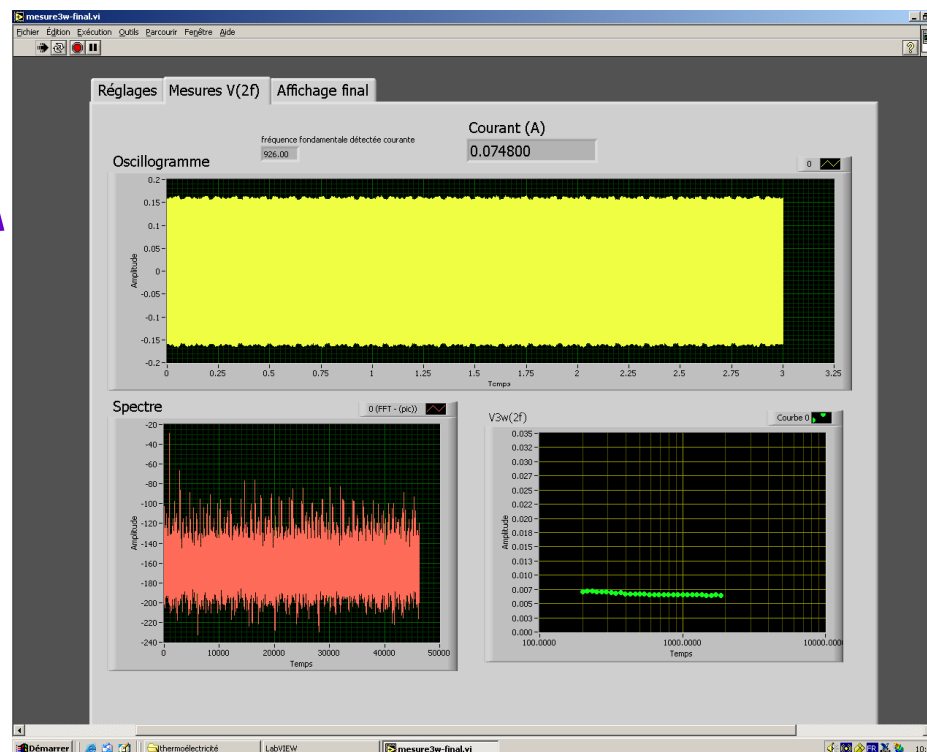 mesure3w-final.vi
Fichier Édition Exécution Outils Parcourir Fenêtre Aide
Réglages Mesures V(2f) Affichage final
fréquence fondamentale détectée courante
926.00
Courant (A)
0.074800
Oscillogramme
0
0.2
0.15
0.1
0.05
0
-0.05
-0.1
-0.15
-0.2
Amplitude
0 0.25 0.5 0.75 1 1.25 1.5 1.75 2 2.25 2.5 2.75 3 3.25
Temps
Spectre
0 (FFT - (pic))
-20
-40
-60
-80
-100
-120
-140
-160
-180
-200
-220
-240
Amplitude
0 10000 20000 30000 40000 50000
Temps
V3w(2f)
Courbe 0
0.035
0.032
0.030
0.027
0.025
0.022
0.020
0.018
0.015
0.013
0.010
0.007
0.005
0.003
0.000
Amplitude
100.0000 1000.0000 10000.000
Temps
Démarrer thermoélectricité LabVIEW mesure3w-final.vi FR 10: